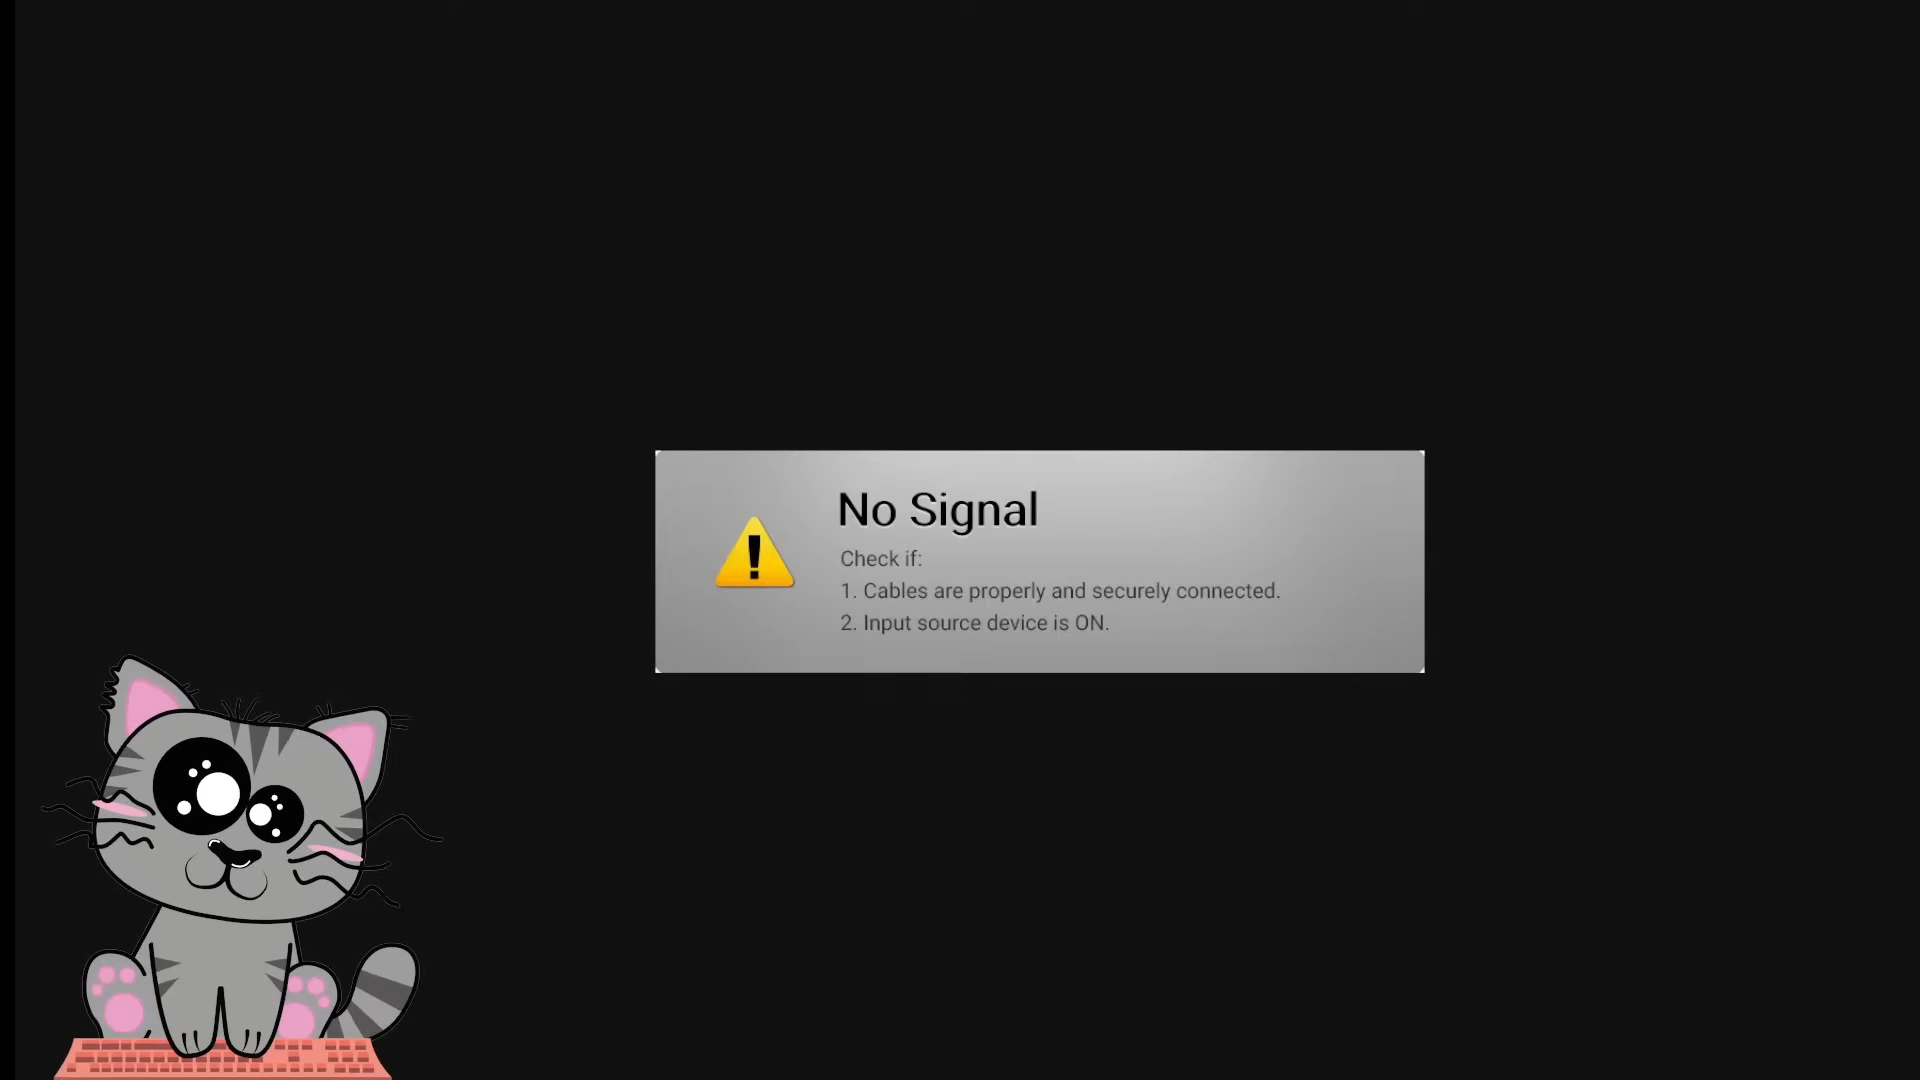 No Signal
Check if:
1. Cables are properly and securely connected.
2. Input source device is ON.